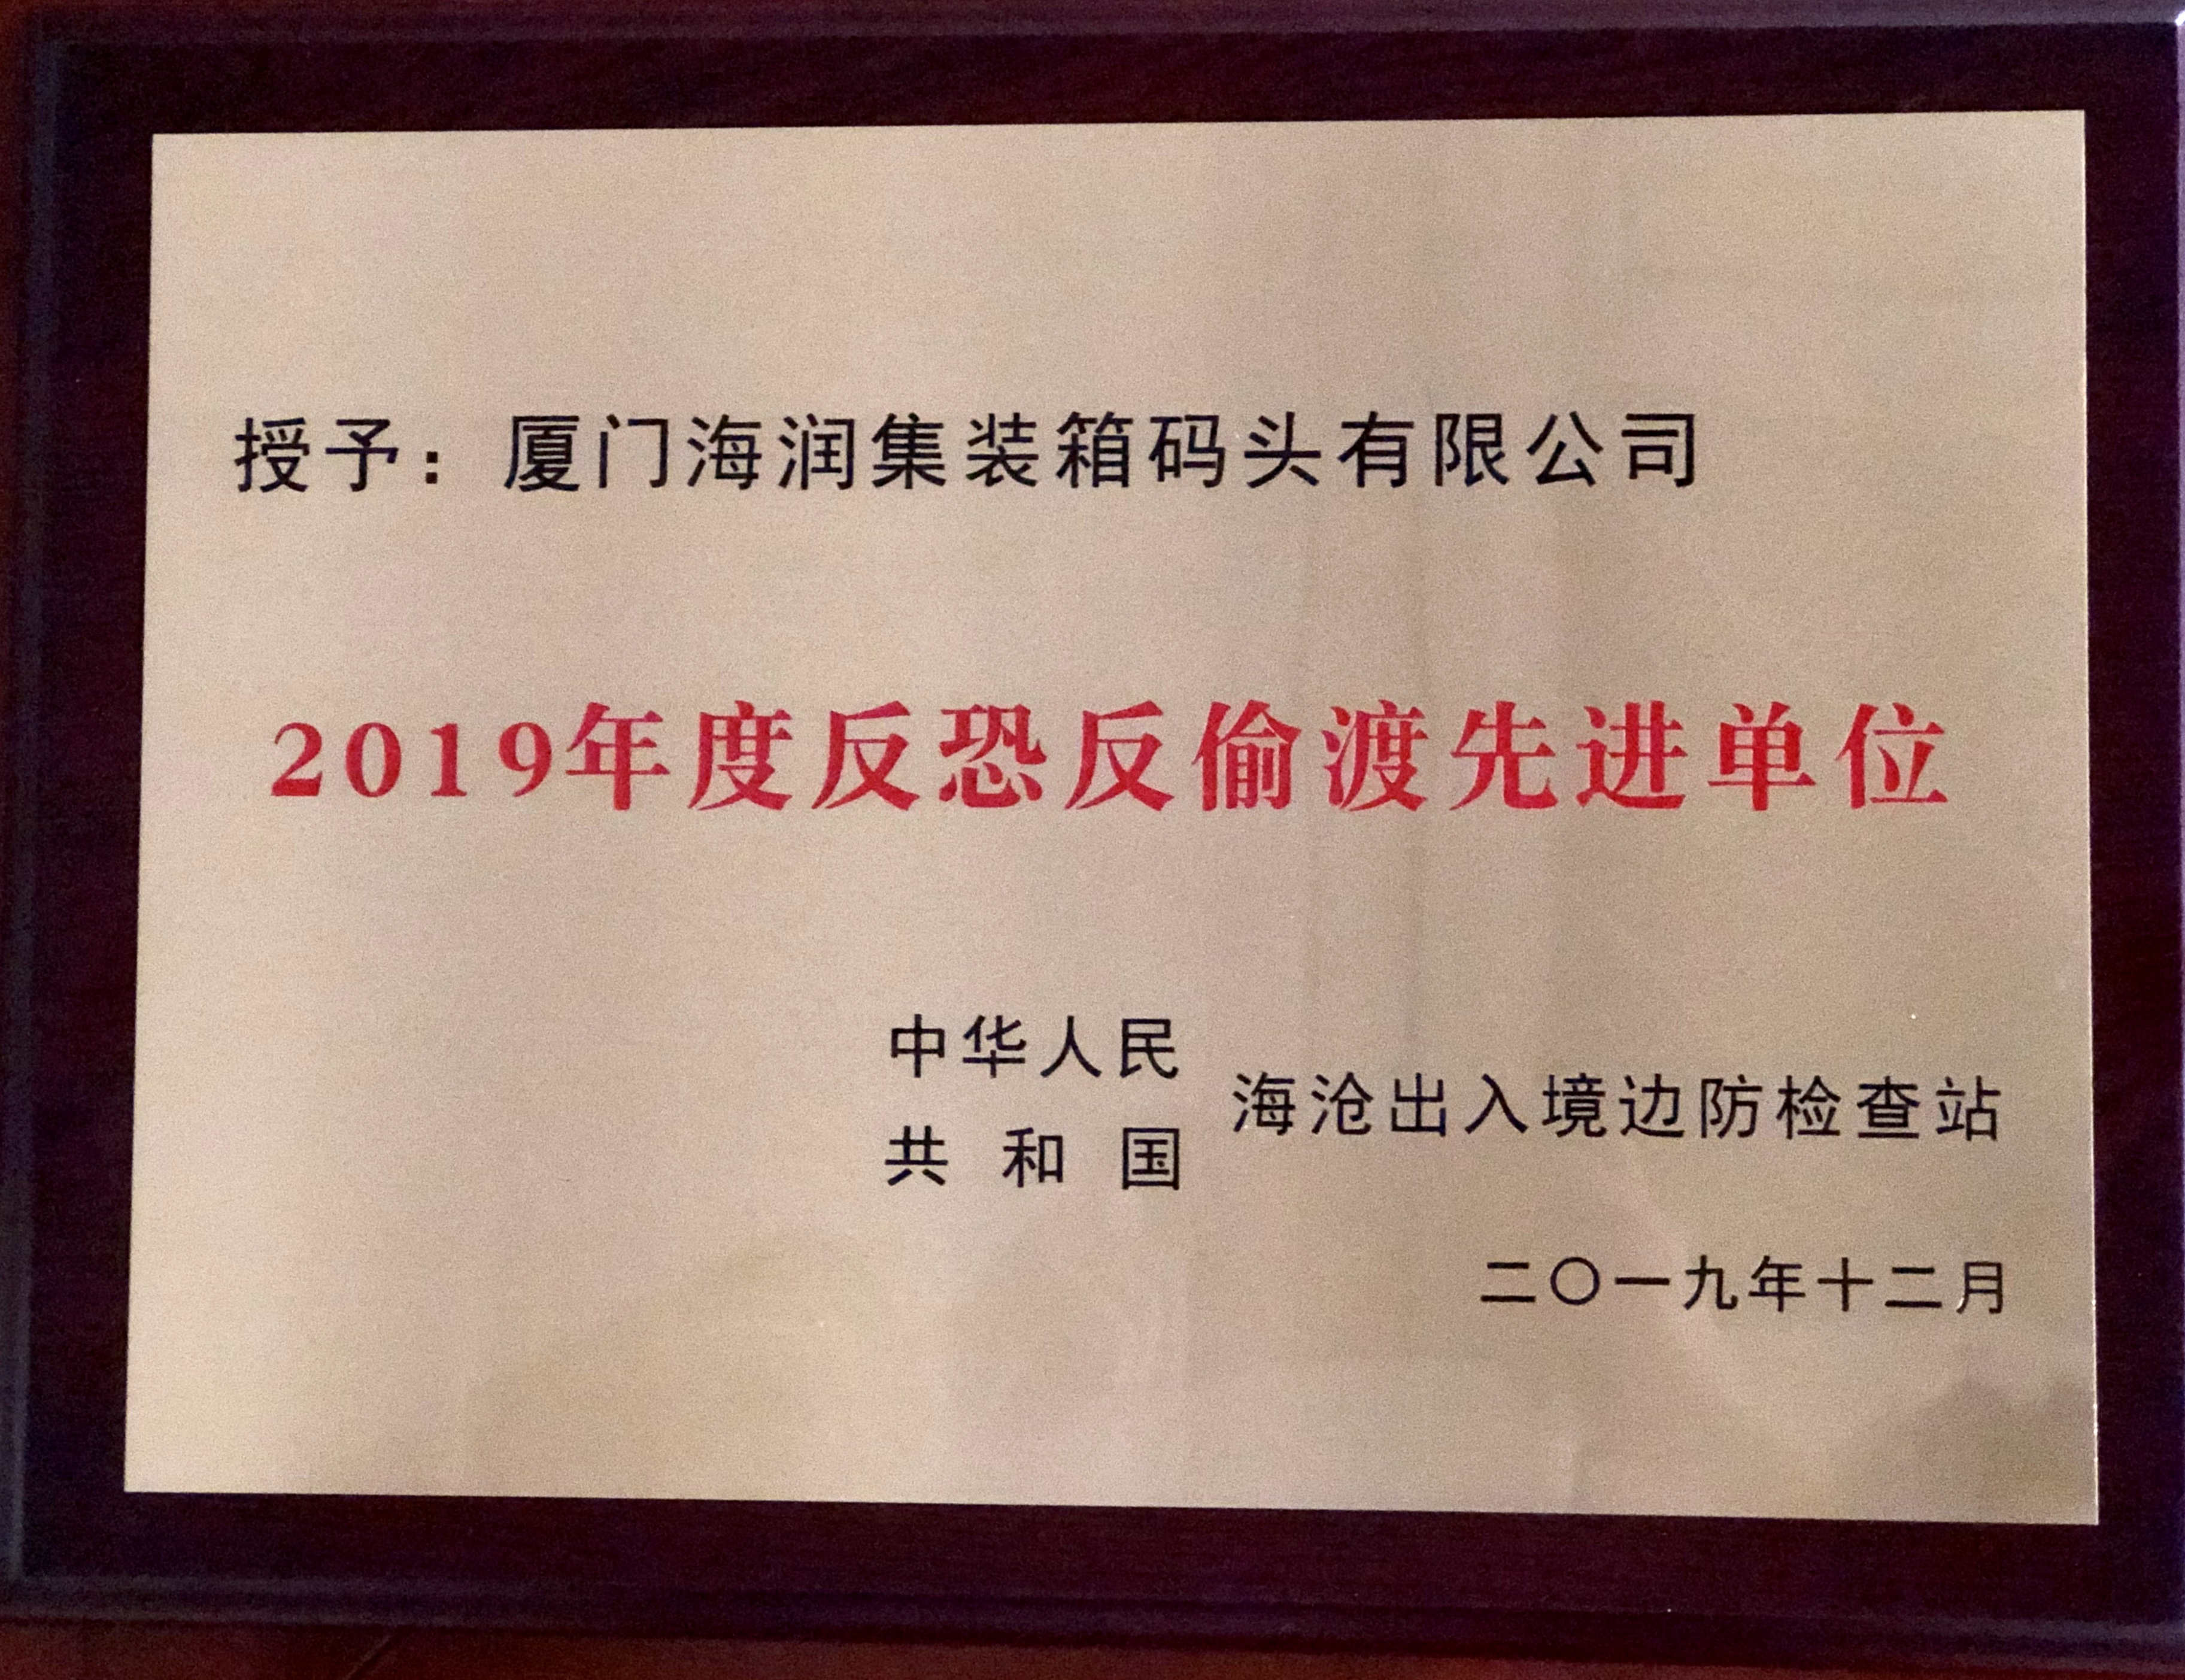 授予：厦门海润集装箱码头有限公司
2019年度反恐反偷渡先进单位
中华人民
共和国
海沧出入境边防检查站
二〇一九年十二月